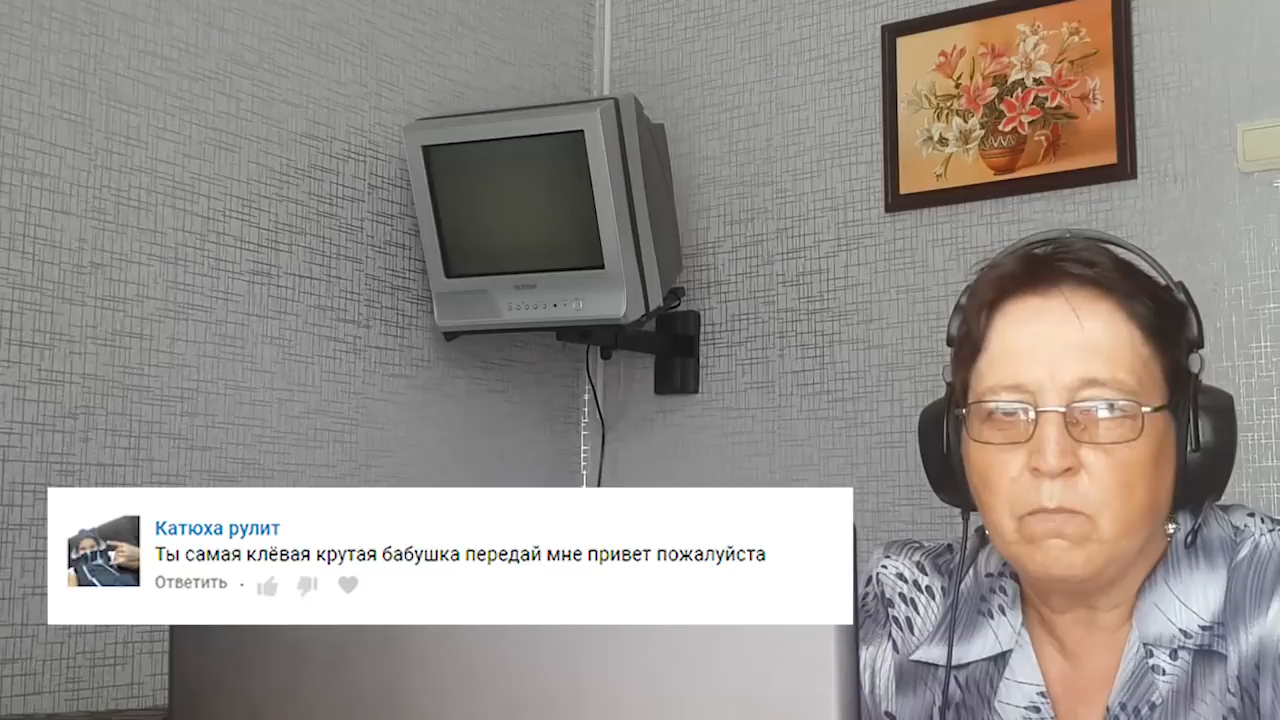 Катюха рулит
Ты самая клёвая крутая бабушка передай мне привет пожалуйста
Ответить